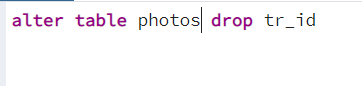 alter table photos drop tr_id